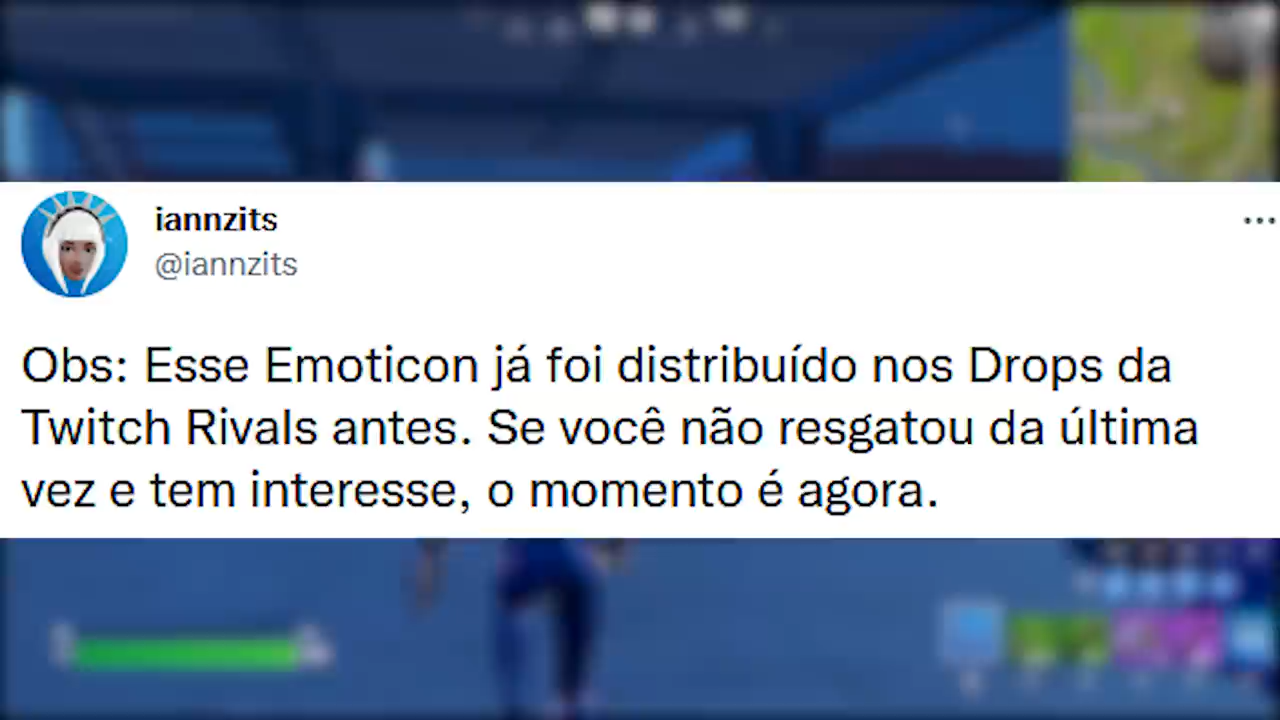 iannzits
@iannzits
Obs: Esse Emoticon já foi distribuído nos Drops da
Twitch Rivals antes. Se você não resgatou da última
vez e tem interesse, o momento é agora.